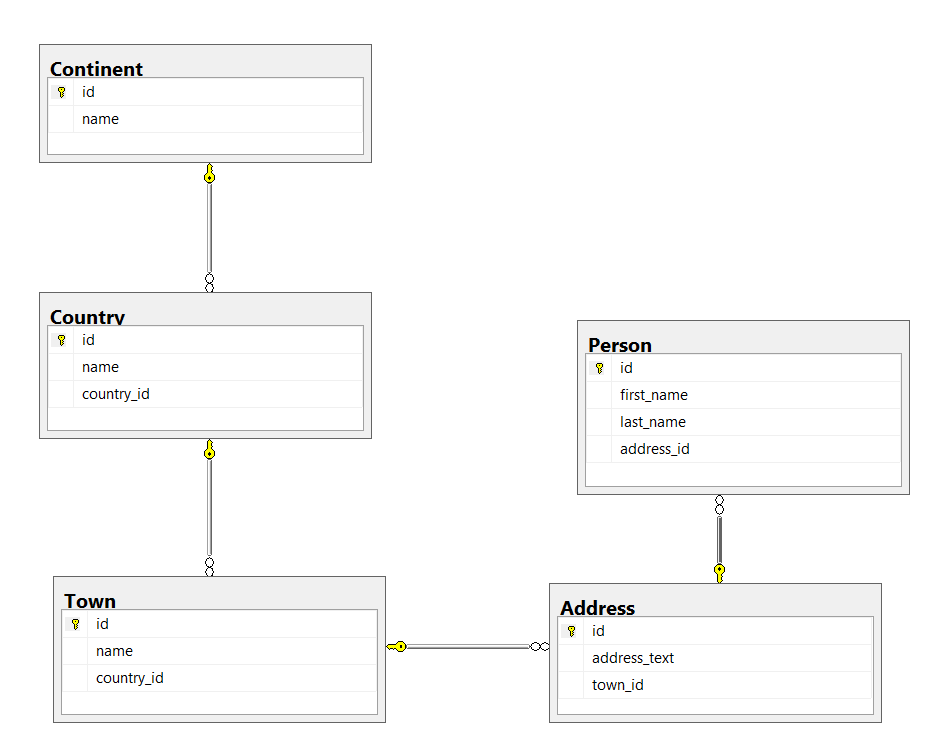 Continent
id
name
Country
id
name
country_id
Person
id
first_name
last_name
address_id
Town
id
name
country_id
Address
id
address_text
town_id